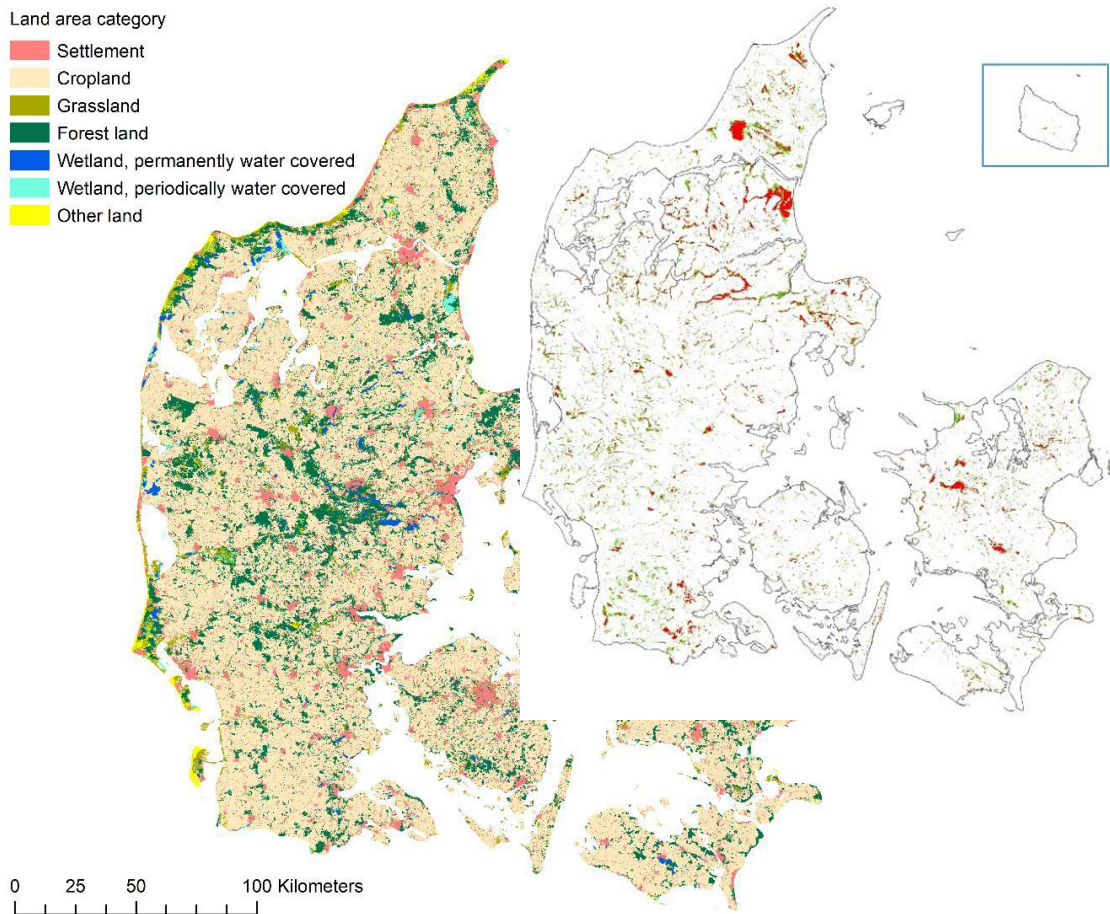 Land area category
Settlement
Cropland
Grassland
Forest land
Wetland, permanently water covered
Wetland, periodically water covered
Other land
0 25 50 100 Kilometers